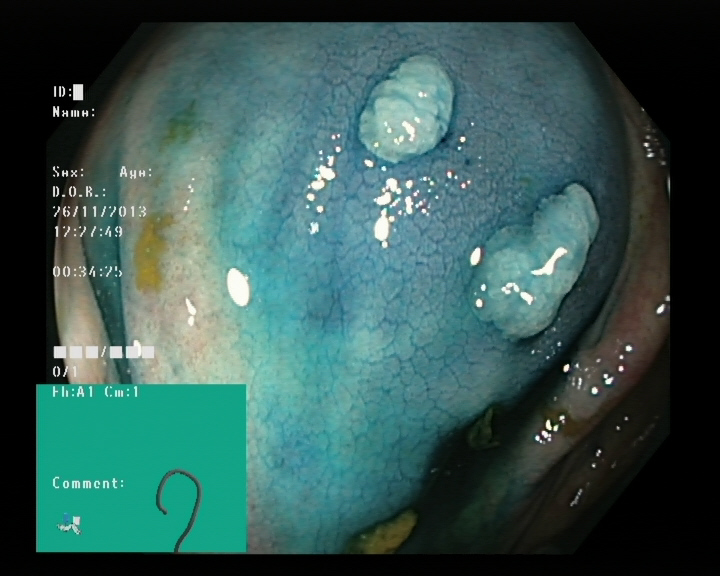 ID:
Name:
Sex: Age:
D.O.B.:
26/11/2013
12:27:49
00:34:25
0/1
Eh:A1 Cm:1
Comment: